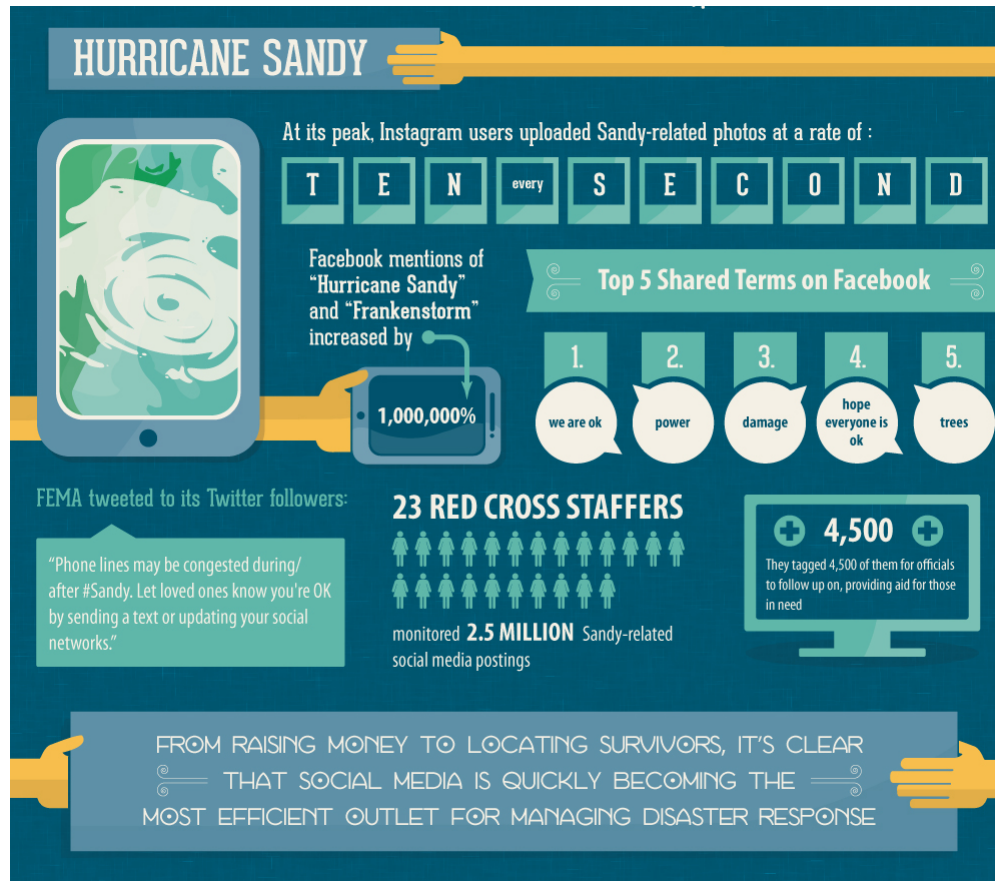 HURRICANE SANDY
At its peak, Instagram users uploaded Sandy-related photos at a rate of :
TEN every SECOND
Facebook mentions of
“Hurricane Sandy”
and “Frankenstorm”
increased by
1,000,000%
Top 5 Shared Terms on Facebook
1.
we are ok
2.
power
3.
damage
4.
hope
everyone is
ok
5.
trees
FEMA tweeted to its Twitter followers:
“Phone lines may be congested during/
after #Sandy. Let loved ones know you're OK
by sending a text or updating your social
networks.”
23 RED CROSS STAFFERS
monitored 2.5 MILLION Sandy-related
social media postings
4,500
They tagged 4,500 of them for officials
to follow up on, providing aid for those
in need
FROM RAISING MONEY TO LOCATING SURVIVORS, IT'S CLEAR
THAT SOCIAL MEDIA IS QUICKLY BECOMING THE
MOST EFFICIENT OUTLET FOR MANAGING DISASTER RESPONSE